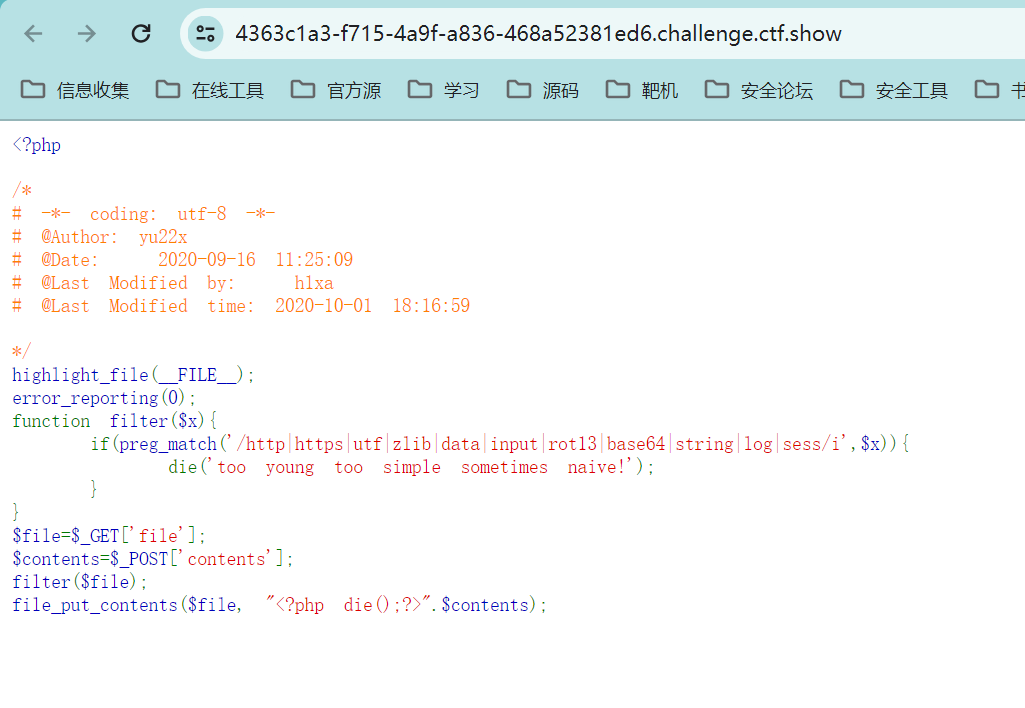 4363c1a3-f715-4a9f-a836-468a52381ed6.challenge.ctf.show
信息收集 在线工具 官方源 学习 源码 靶机 安全论坛 安全工具 书
<?php
/*
# -*- coding: utf-8 -*-
# @Author: yu22x
# @Date:   2020-09-16 11:25:09
# @Last Modified by:   h1xa
# @Last Modified time: 2020-10-01 18:16:59
*/
highlight_file(__FILE__);
error_reporting(0);
function filter($x){
    if(preg_match('/http|https|utf|zlib|data|input|rot13|base64|string|log|sess/i',$x)){
        die('too young too simple sometimes naive!');
    }
}
$file=$_GET['file'];
$contents=$_POST['contents'];
filter($file);
file_put_contents($file, "<?php die();?>".$contents);